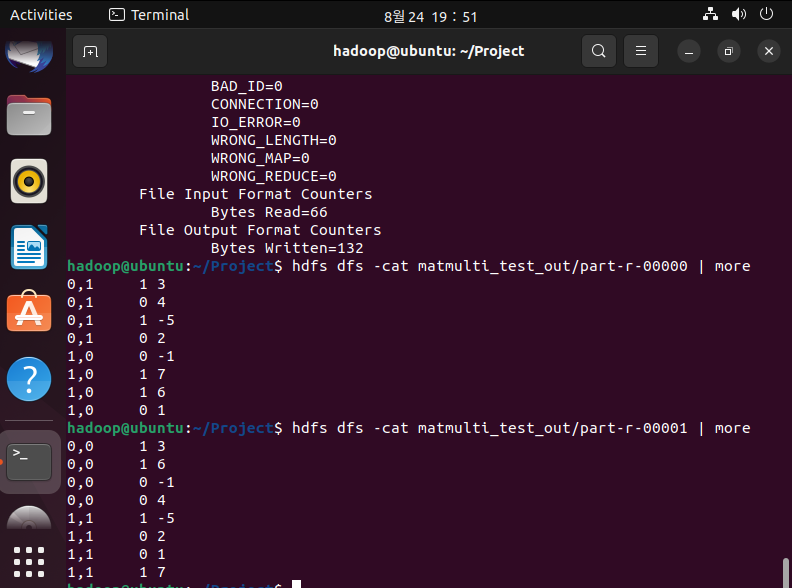 Activities
Terminal
8월 24 19 : 51
hadoop@ubuntu: ~/Project
BAD_ID=0
CONNECTION=0
IO_ERROR=0
WRONG_LENGTH=0
WRONG_MAP=0
WRONG_REDUCE=0
File Input Format Counters
Bytes Read=66
File Output Format Counters
Bytes Written=132
hadoop@ubuntu:~/Project$ hdfs dfs -cat matmulti_test_out/part-r-00000 | more
0,1 1 3
0,1 0 4
0,1 1 -5
0,1 0 2
1,0 0 -1
1,0 1 7
1,0 1 6
1,0 0 1
hadoop@ubuntu:~/Project$ hdfs dfs -cat matmulti_test_out/part-r-00001 | more
0,0 1 3
0,0 1 6
0,0 0 -1
0,0 0 4
1,1 1 -5
1,1 0 2
1,1 0 1
1,1 1 7
hadoop@ubuntu:~/Project$